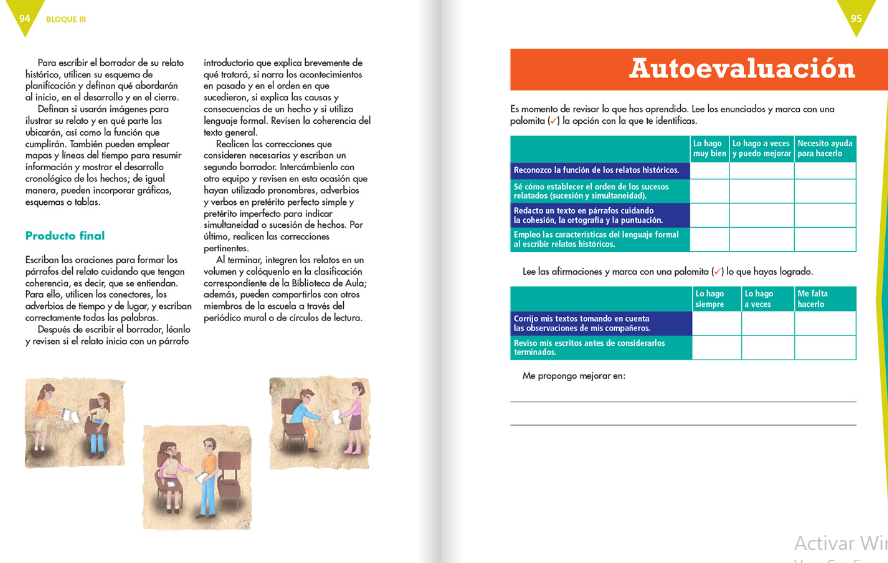 94
BLOQUE III
Para escribir el borrador de su relato
histórico, utilicen su esquema de
planificación y definan qué abordarán
al inicio, en el desarrollo y en el cierre.
Definan si usarán imágenes para
ilustrar su relato y en qué parte las
ubicarán, así como la función que
cumplirán. También pueden emplear
mapas y líneas del tiempo para resumir
información y mostrar el desarrollo
cronológico de los hechos; de igual
manera, pueden incorporar gráficas,
esquemas o tablas.
Producto final
Escriban las oraciones para formar los
párrafos del relato cuidando que tengan
coherencia, es decir, que se entiendan.
Para ello, utilicen los conectores, los
adverbios de tiempo y de lugar, y escriban
correctamente todas las palabras.
Después de escribir el borrador, léanlo
y revisen si el relato inicia con un párrafo
introductorio que explica brevemente de
qué tratará, si narra los acontecimientos
en pasado y en el orden en que
sucedieron, si explica las causas y
consecuencias de un hecho y si utiliza
lenguaje formal. Revisen la coherencia del
texto general.
Realicen las correcciones que
consideren necesarias y escriban un
segundo borrador. Intercámbienlo con
otro equipo y revisen en esta ocasión que
hayan utilizado pronombres, adverbios
y verbos en pretérito perfecto simple y
pretérito imperfecto para indicar
simultaneidad o sucesión de hechos. Por
último, realicen las correcciones
pertinentes.
Al terminar, integren los relatos en un
volumen y colóquenlo en la clasificación
correspondiente de la Biblioteca de Aula;
además, pueden compartirlos con otros
miembros de la escuela a través del
periódico mural o de círculos de lectura.
95
Autoevaluación
Es momento de revisar lo que has aprendido. Lee los enunciados y marca con una
palomita (✓) la opción con la que te identificas.
Lo hago muy bien
Lo hago a veces y puedo mejorar
Necesito ayuda para hacerlo
Reconozco la función de los relatos históricos.
Sé cómo establecer el orden de los sucesos
relatados (sucesión y simultaneidad).
Redacto un texto en párrafos cuidando
la cohesión, la ortografía y la puntuación.
Empleo las características del lenguaje formal
al escribir relatos históricos.
Lee las afirmaciones y marca con una palomita (✓) lo que hayas logrado.
Lo hago siempre
Lo hago a veces
Me falta hacerlo
Corrijo mis textos tomando en cuenta
las observaciones de mis compañeros.
Reviso mis escritos antes de considerarlos
terminados.
Me propongo mejorar en:
Activar Wi